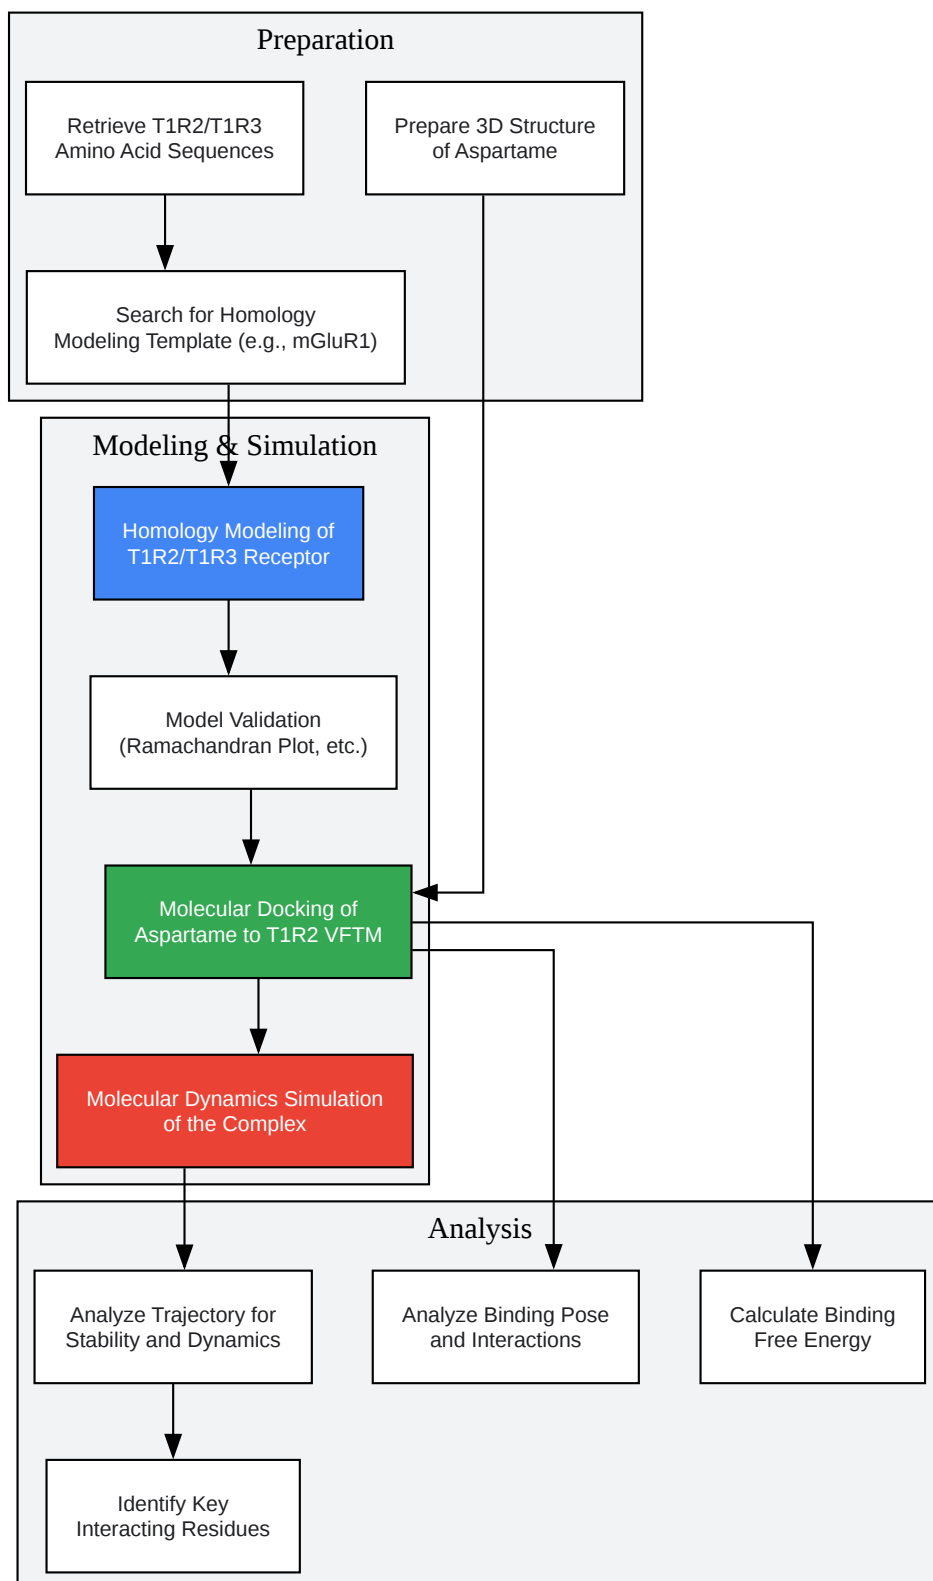 Preparation
Retrieve T1R2/T1R3
Amino Acid Sequences
Prepare 3D Structure
of Aspartame
Search for Homology
Modeling Template (e.g., mGluR1)
Modeling & Simulation
Homology Modeling of
T1R2/T1R3 Receptor
Model Validation
(Ramachandran Plot, etc.)
Molecular Docking of
Aspartame to T1R2 VFTM
Molecular Dynamics Simulation
of the Complex
Analysis
Analyze Trajectory for
Stability and Dynamics
Analyze Binding Pose
and Interactions
Calculate Binding
Free Energy
Identify Key
Interacting Residues